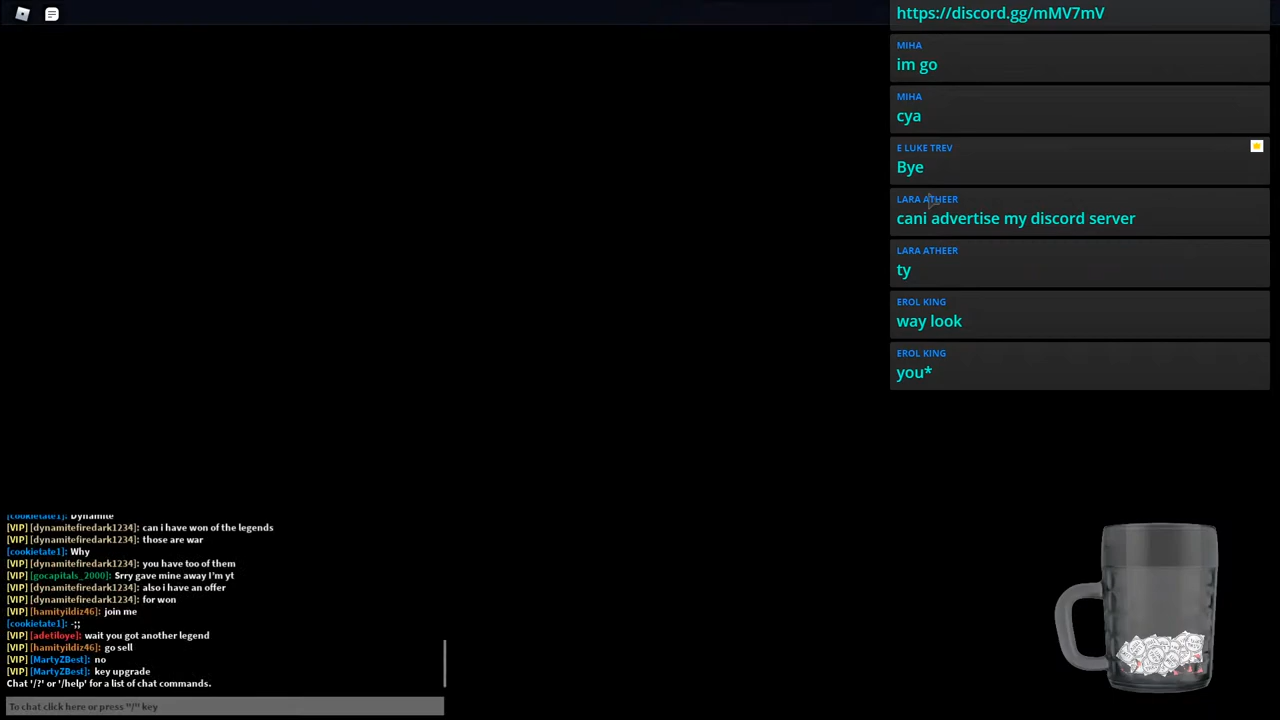 https://discord.gg/mMV7mV
MIHA
im go
MIHA
cya
E LUKE TREV
Bye
LARA ATHEER
cani advertise my discord server
LARA ATHEER
ty
EROL KING
way look
EROL KING
you*
[cookietate1]: Dynamite
[VIP] [dynamitefiredark1234]: can i have won of the legends
[VIP] [dynamitefiredark1234]: those are war
[cookietate1]: Why
[VIP] [dynamitefiredark1234]: you have too of them
[VIP] [gocapitals_2000]: Srry gave mine away I'm yt
[VIP] [dynamitefiredark1234]: also i have an offer
[VIP] [dynamitefiredark1234]: for won
[VIP] [hamityildiz46]: join me
[cookietate1]: -;;
[VIP] [adetiloye]: wait you got another legend
[VIP] [hamityildiz46]: go sell
[VIP] [MartyZBest]: no
[VIP] [MartyZBest]: key upgrade
Chat '/?' or '/help' for a list of chat commands.
To chat click here or press "/" key